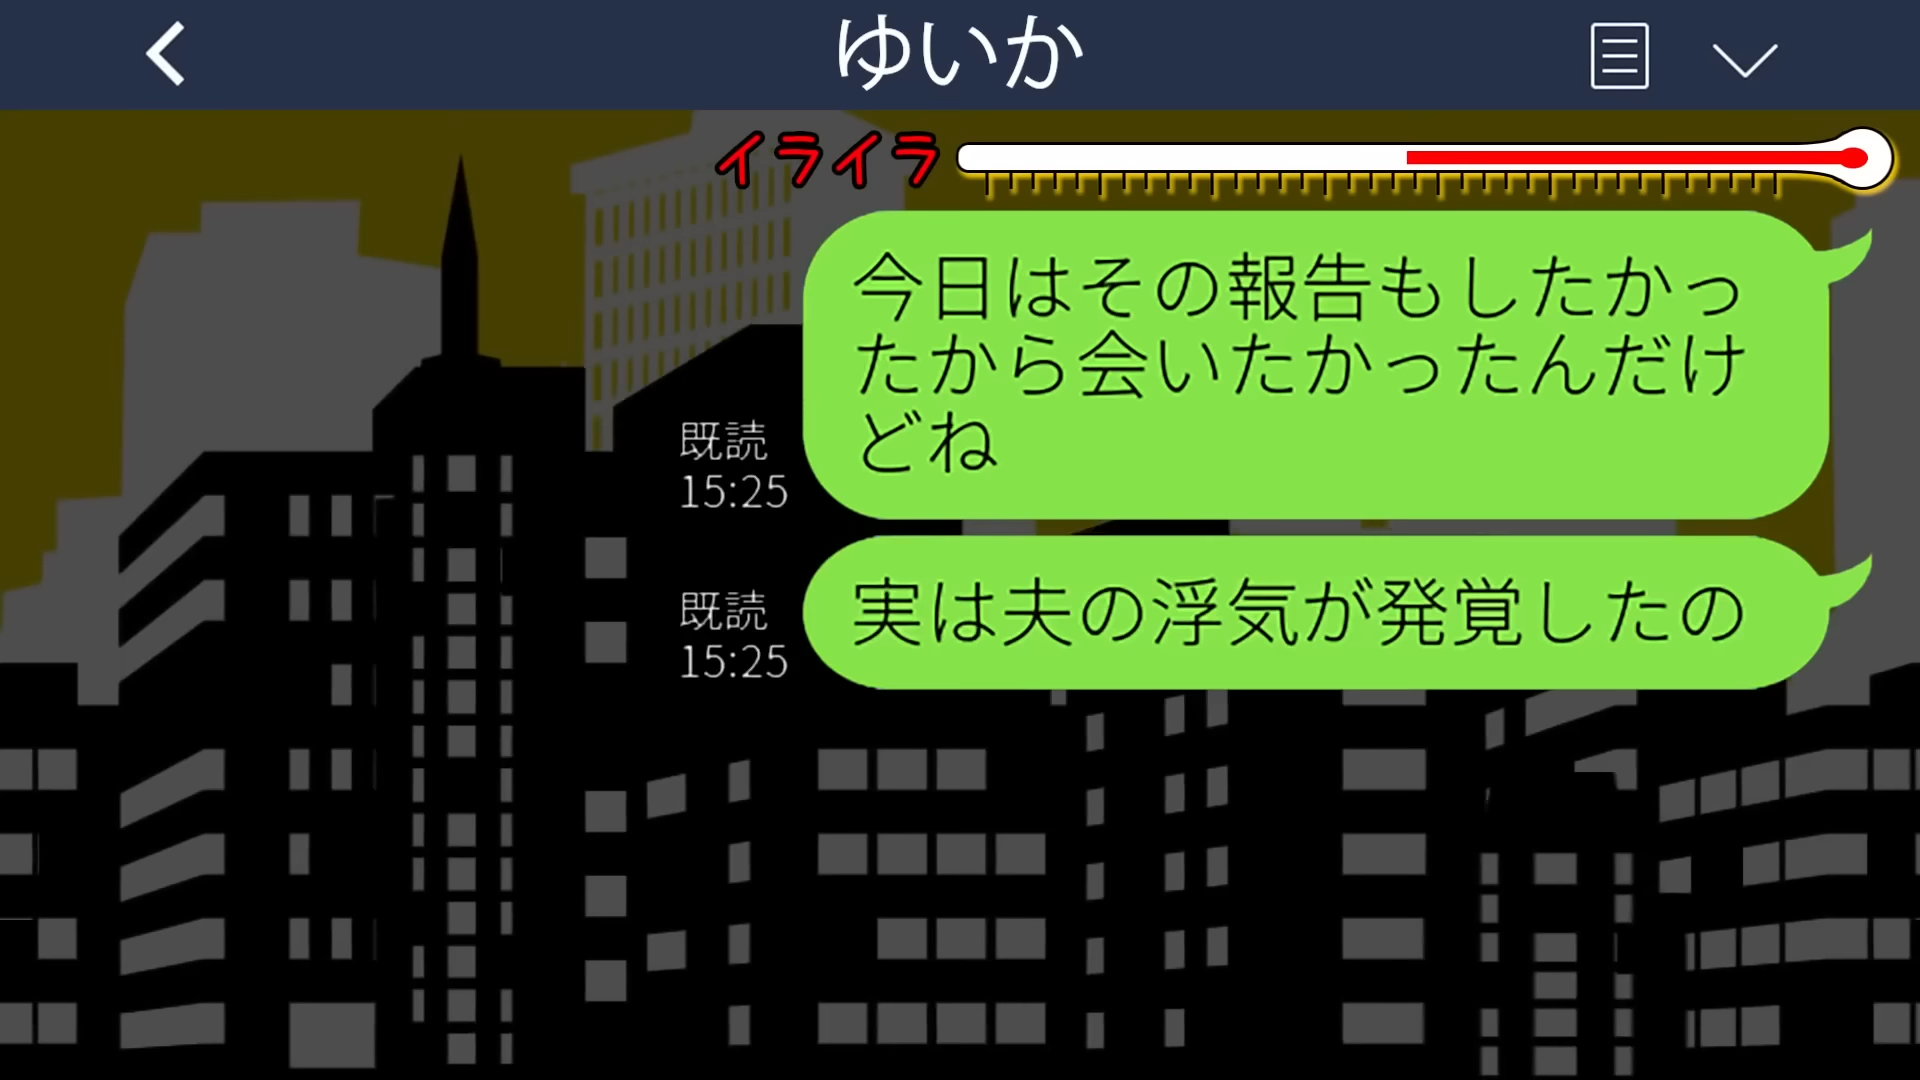 ゆいか
イライラ
今日はその報告もしたかっ
たから会いたかったんだけ
どね
既読
15:25
実は夫の浮気が発覚したの
既読
15:25